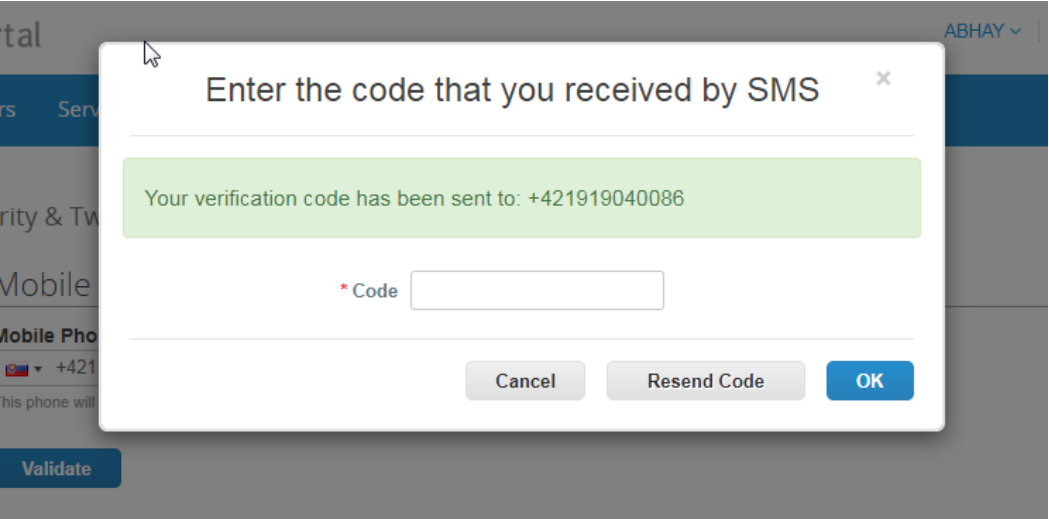 rtal
ABHAY
Enter the code that you received by SMS
×
rs Serv
Your verification code has been sent to: +421919040086
rity & Tw
Mobile
* Code
Mobile Pho
+421
This phone will
Cancel Resend Code OK
Validate